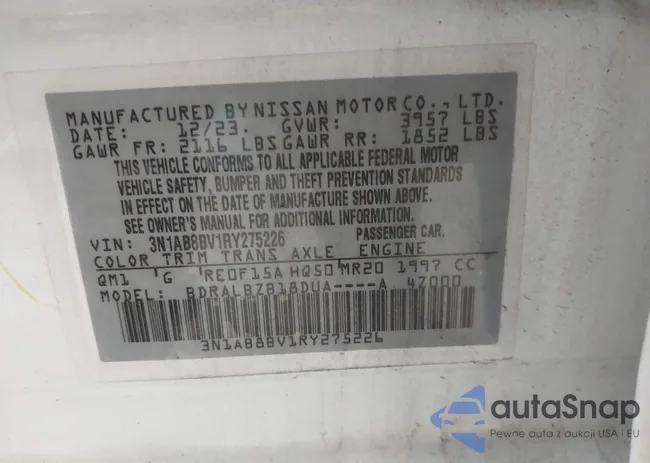 MANUFACTURED BY NISSAN MOTOR CO., LTD.
DATE: 12/23. GVWR: 3957 LBS
GAWR FR: 2116 LBS GAWR RR: 1852 LBS
THIS VEHICLE CONFORMS TO ALL APPLICABLE FEDERAL MOTOR
VEHICLE SAFETY, BUMPER AND THEFT PREVENTION STANDARDS
IN EFFECT ON THE DATE OF MANUFACTURE SHOWN ABOVE.
SEE OWNER'S MANUAL FOR ADDITIONAL INFORMATION.
VIN: 3N1AB8BV1RY275226 PASSENGER CAR.
COLOR TRIM TRANS AXLE ENGINE
QM1 G RE0F15A HQ50 MR20 1997 CC
MODEL: BDRALBZB18DUA----A 4Z000
3N1AB8BV1RY275226
autoSnap
Pewne auta z aukcji USA i EU